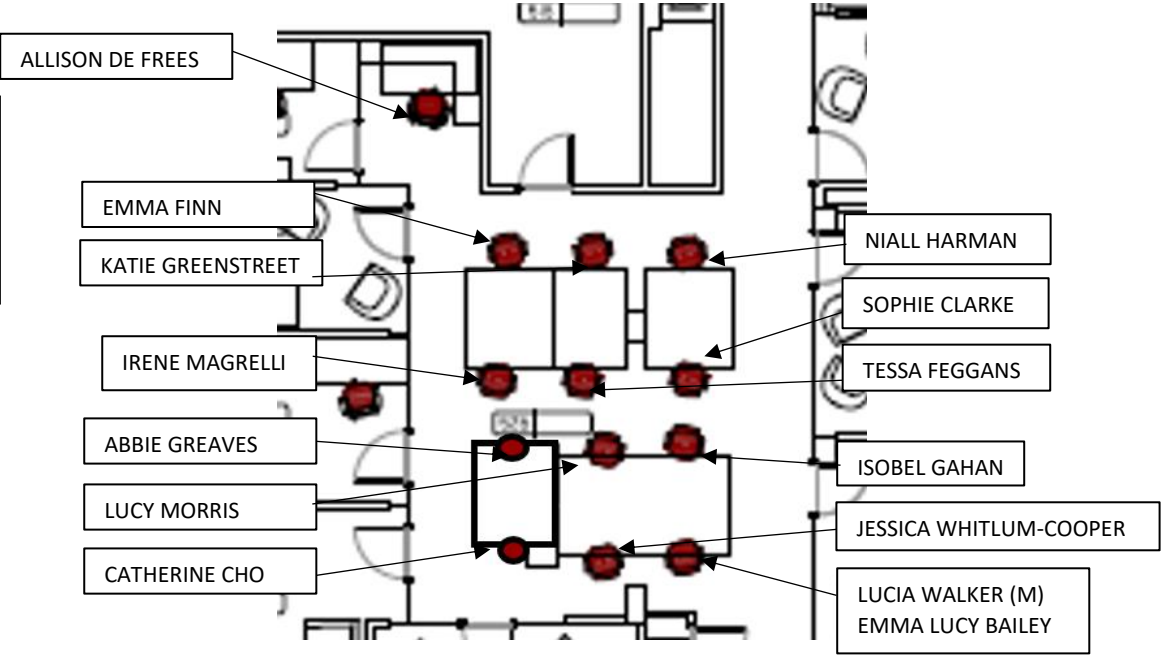 ALLISON DE FREES
EMMA FINN
KATIE GREENSTREET
NIALL HARMAN
SOPHIE CLARKE
IRENE MAGRELLI
TESSA FEGGANS
ABBIE GREAVES
ISOBEL GAHAN
LUCY MORRIS
JESSICA WHITLUM-COOPER
CATHERINE CHO
LUCIA WALKER (M)
EMMA LUCY BAILEY